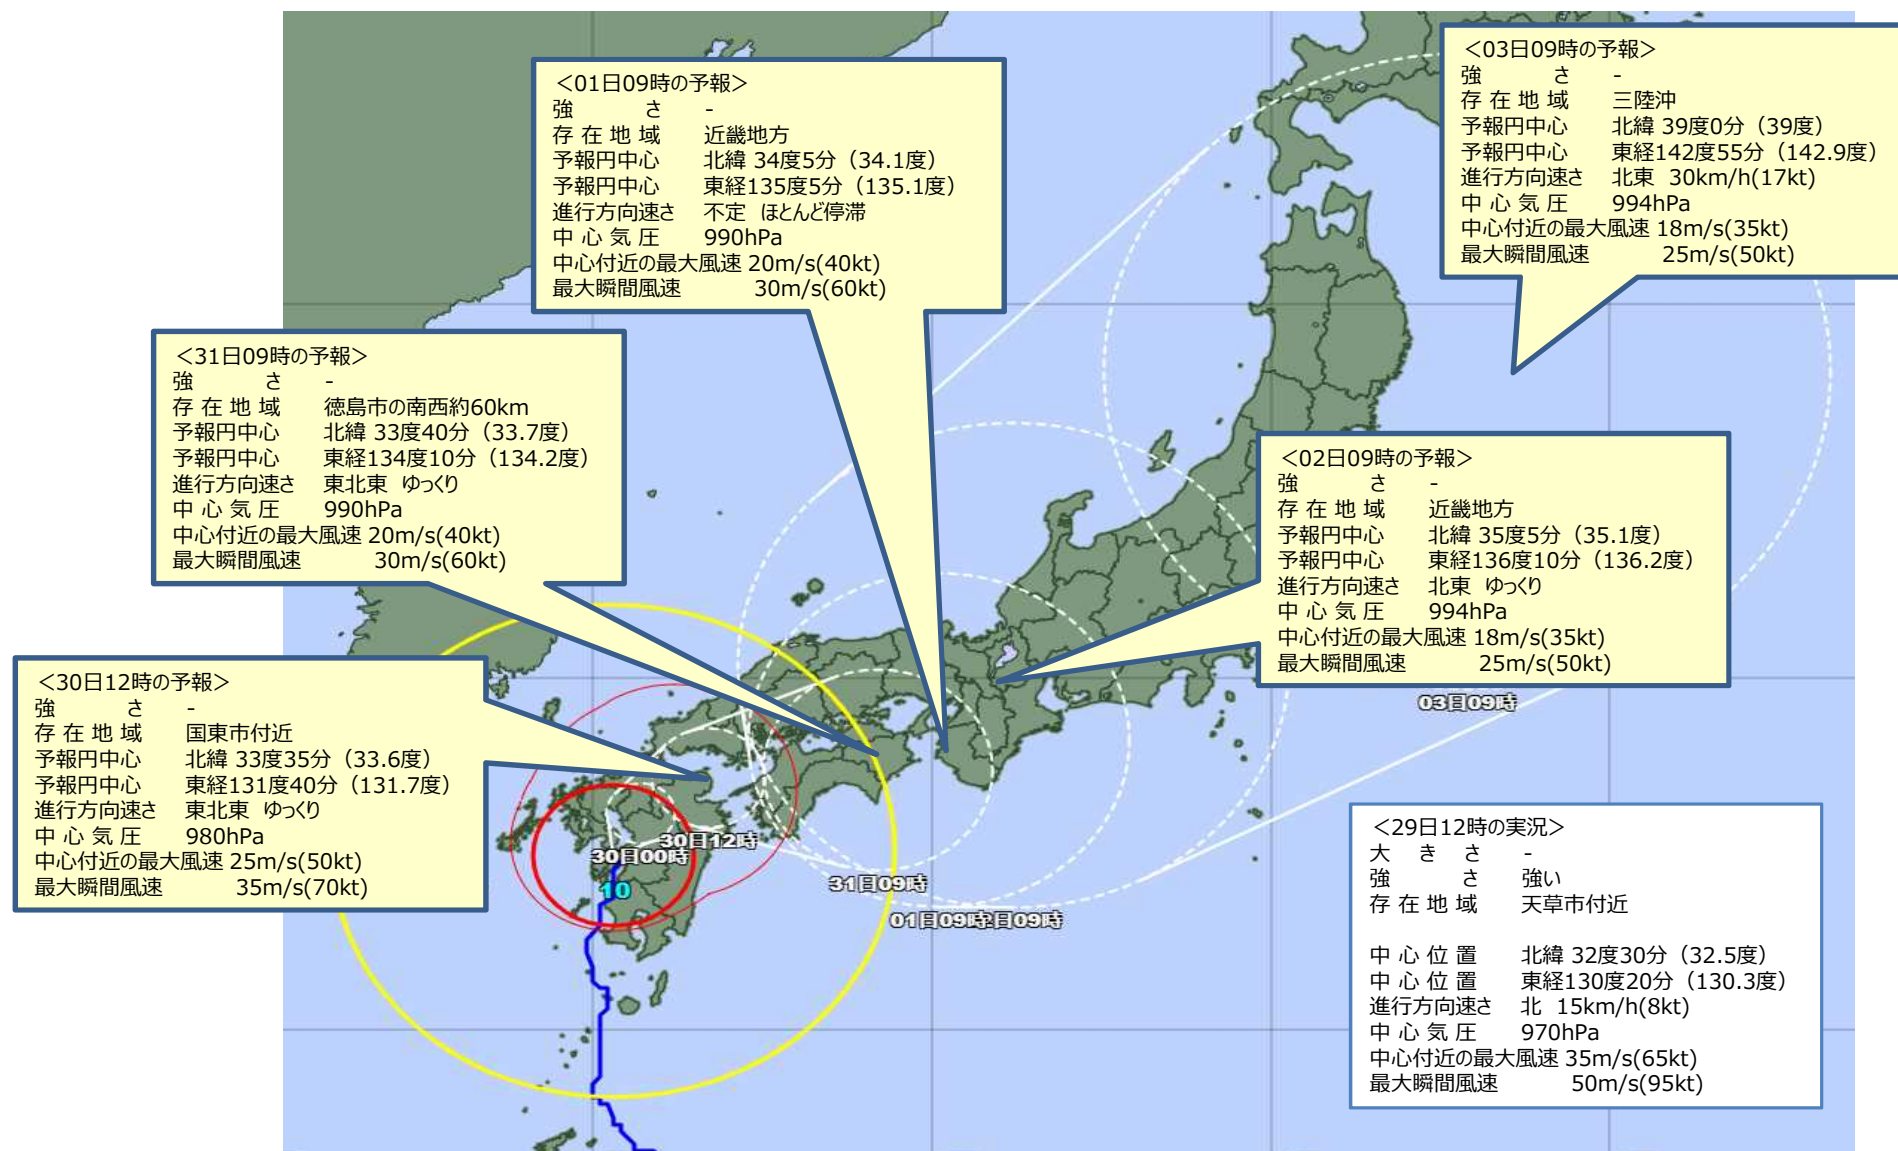 <01日09時の予報>
強 さ -
存在地域 近畿地方
予報円中心 北緯 34度5分（34.1度）
予報円中心 東経135度5分（135.1度）
進行方向速さ 不定 ほとんど停滞
中心気圧 990hPa
中心付近の最大風速 20m/s(40kt)
最大瞬間風速 30m/s(60kt)
<03日09時の予報>
強 さ -
存在地域 三陸沖
予報円中心 北緯 39度0分（39度）
予報円中心 東経142度55分（142.9度）
進行方向速さ 北東 30km/h(17kt)
中心気圧 994hPa
中心付近の最大風速 18m/s(35kt)
最大瞬間風速 25m/s(50kt)
<31日09時の予報>
強 さ -
存在地域 徳島市の南西約60km
予報円中心 北緯 33度40分（33.7度）
予報円中心 東経134度10分（134.2度）
進行方向速さ 東北東 ゆっくり
中心気圧 990hPa
中心付近の最大風速 20m/s(40kt)
最大瞬間風速 30m/s(60kt)
<02日09時の予報>
強 さ -
存在地域 近畿地方
予報円中心 北緯 35度5分（35.1度）
予報円中心 東経136度10分（136.2度）
進行方向速さ 北東 ゆっくり
中心気圧 994hPa
中心付近の最大風速 18m/s(35kt)
最大瞬間風速 25m/s(50kt)
<30日12時の予報>
強 さ -
存在地域 国東市付近
予報円中心 北緯 33度35分（33.6度）
予報円中心 東経131度40分（131.7度）
進行方向速さ 東北東 ゆっくり
中心気圧 980hPa
中心付近の最大風速 25m/s(50kt)
最大瞬間風速 35m/s(70kt)
03日09時
30日12時
30日00時
10
31日09時
01日09時
日09時
<29日12時の実況>
大きさ -
強 さ 強い
存在地域 天草市付近
中心位置 北緯 32度30分（32.5度）
中心位置 東経130度20分（130.3度）
進行方向速さ 北 15km/h(8kt)
中心気圧 970hPa
中心付近の最大風速 35m/s(65kt)
最大瞬間風速 50m/s(95kt)